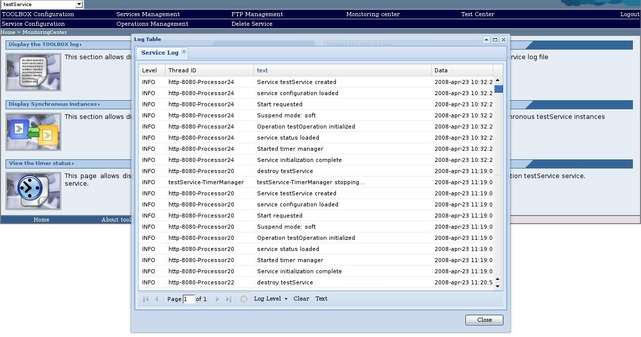 testService
TOOLBOX Configuration Services Management FTP Management Monitoring center Test Center Logout
Service Configuration Operations Management Delete Service
Home > MonitoringCenter
Display the TOOLBOX log›
This section allows di
service log file
Display Synchronous Instances›
This section allows di
chronous testService instances
View the timer status›
This page allows dis
service.
tion testService service.
Home About tool
Log Table
Service Log
Level Thread ID text Data
INFO http-8080-Processor24 Service testService created 2008-apr-23 10:32:2
INFO http-8080-Processor24 service configuration loaded 2008-apr-23 10:32:2
INFO http-8080-Processor24 Start requested 2008-apr-23 10:32:2
INFO http-8080-Processor24 Suspend mode: soft 2008-apr-23 10:32:2
INFO http-8080-Processor24 Operation testOperation initialized 2008-apr-23 10:32:2
INFO http-8080-Processor24 service status loaded 2008-apr-23 10:32:2
INFO http-8080-Processor24 Started timer manager 2008-apr-23 10:32:2
INFO http-8080-Processor24 Service initialization complete 2008-apr-23 10:32:2
INFO http-8080-Processor20 destroy testService 2008-apr-23 11:19:0
INFO testService-TimerManager testService-TimerManager stopping... 2008-apr-23 11:19:0
INFO http-8080-Processor20 Service testService created 2008-apr-23 11:19:0
INFO http-8080-Processor20 service configuration loaded 2008-apr-23 11:19:0
INFO http-8080-Processor20 Start requested 2008-apr-23 11:19:0
INFO http-8080-Processor20 Suspend mode: soft 2008-apr-23 11:19:0
INFO http-8080-Processor20 Operation testOperation initialized 2008-apr-23 11:19:0
INFO http-8080-Processor20 service status loaded 2008-apr-23 11:19:0
INFO http-8080-Processor20 Started timer manager 2008-apr-23 11:19:0
INFO http-8080-Processor20 Service initialization complete 2008-apr-23 11:19:0
INFO http-8080-Processor22 destroy testService 2008-apr-23 11:20:5
Page 1 of 1 Log Level Clear Text
Close